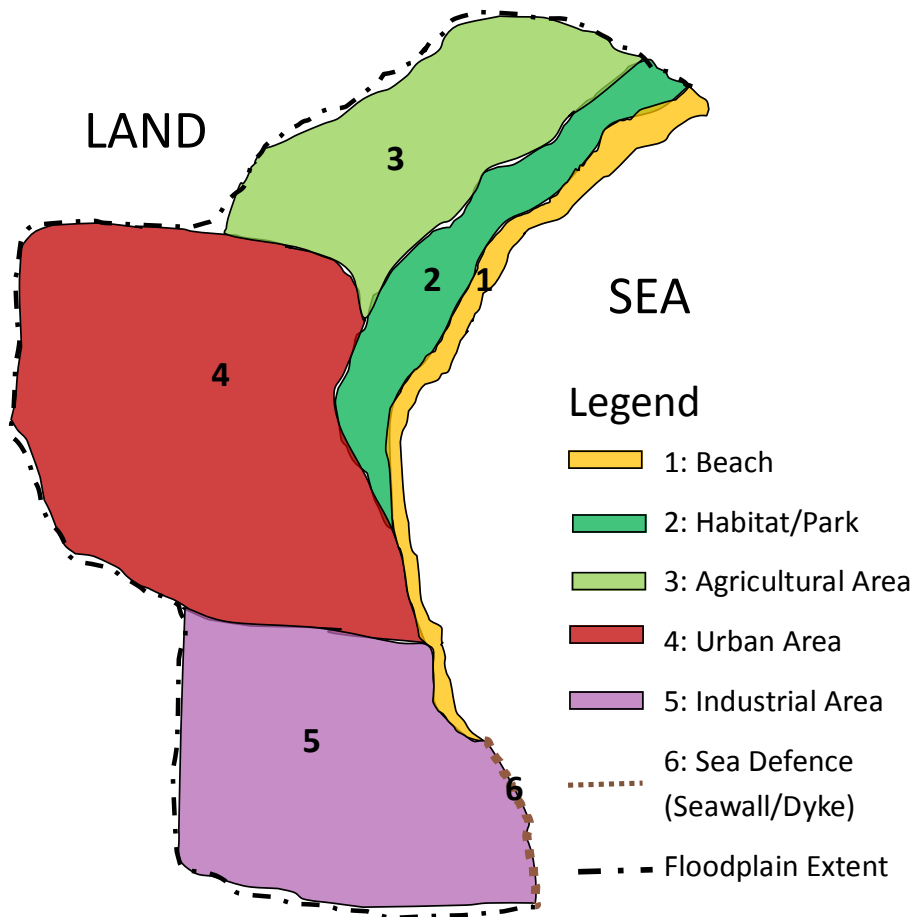 LAND
3
2
1
SEA
4
5
6
Legend
1: Beach
2: Habitat/Park
3: Agricultural Area
4: Urban Area
5: Industrial Area
6: Sea Defence
(Seawall/Dyke)
Floodplain Extent